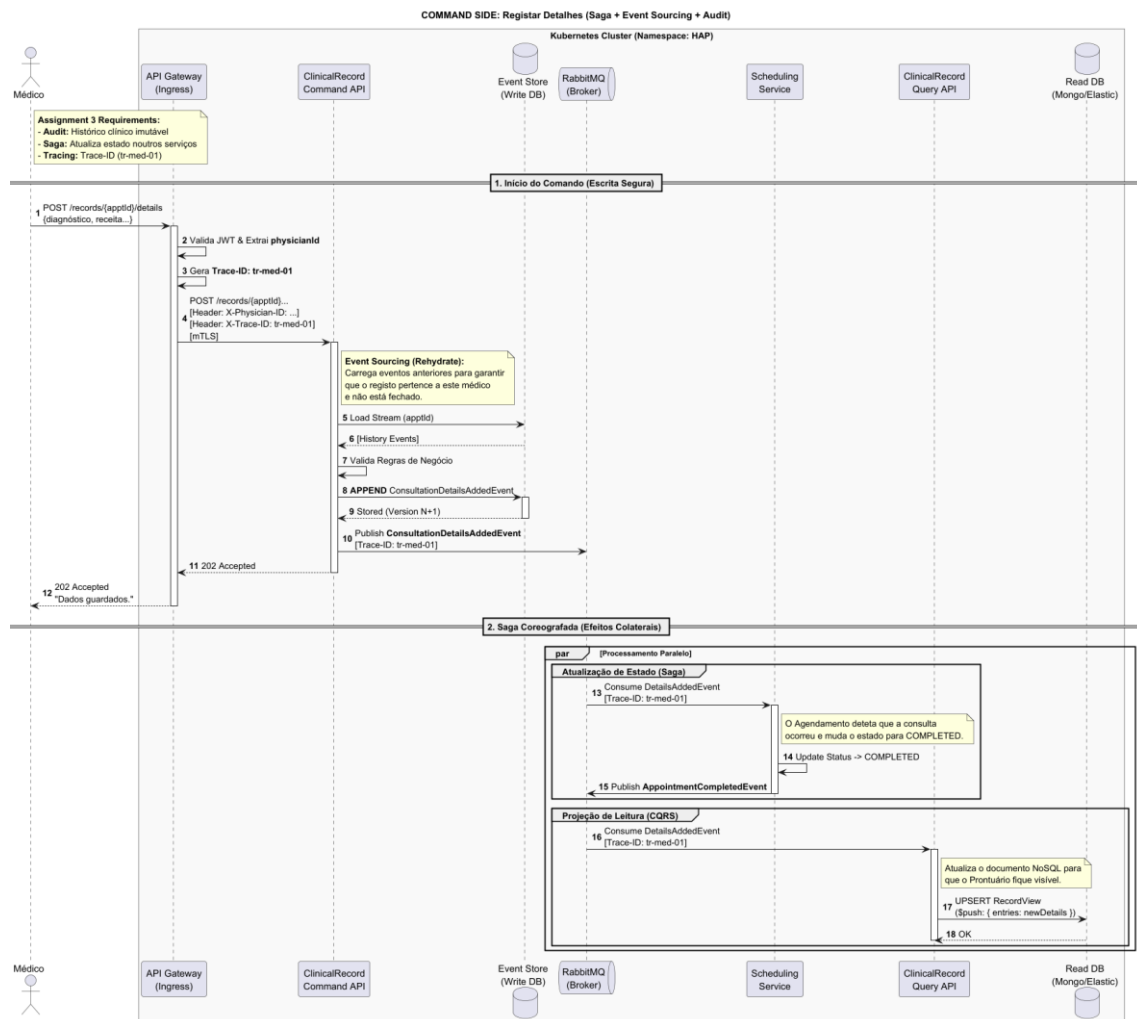 COMMAND SIDE: Registar Detalhes (Saga + Event Sourcing + Audit)
Kubernetes Cluster (Namespace: HAP)
Médico
API Gateway
(Ingress)
ClinicalRecord
Command API
Event Store
(Write DB)
RabbitMQ
(Broker)
Scheduling
Service
ClinicalRecord
Query API
Read DB
(Mongo/Elastic)
Assignment 3 Requirements:
- Audit: Histórico clínico imutável
- Saga: Atualiza estado noutros serviços
- Tracing: Trace-ID (tr-med-01)
1. Início do Comando (Escrita Segura)
1 POST /records/{apptId}/details
{diagnóstico, receita...}
2 Valida JWT & Extrai physicianId
3 Gera Trace-ID: tr-med-01
POST /records/{apptId}...
4 [Header: X-Physician-ID: ...]
[Header: X-Trace-ID: tr-med-01]
[mTLS]
Event Sourcing (Rehydrate):
Carrega eventos anteriores para garantir
que o registo pertence a este médico
e não está fechado.
5 Load Stream (apptId)
6 [History Events]
7 Valida Regras de Negócio
8 APPEND ConsultationDetailsAddedEvent
9 Stored (Version N+1)
10 Publish ConsultationDetailsAddedEvent
[Trace-ID: tr-med-01]
11 202 Accepted
12 202 Accepted
"Dados guardados."
2. Saga Coreografada (Efeitos Colaterais)
par [Processamento Paralelo]
Atualização de Estado (Saga)
13 Consume DetailsAddedEvent
[Trace-ID: tr-med-01]
O Agendamento deteta que a consulta
ocorreu e muda o estado para COMPLETED.
14 Update Status -> COMPLETED
15 Publish AppointmentCompletedEvent
Projeção de Leitura (CQRS)
16 Consume DetailsAddedEvent
[Trace-ID: tr-med-01]
Atualiza o documento NoSQL para
que o Prontuário fique visível.
17 UPSERT RecordView
($push: { entries: newDetails })
18 OK
Médico
API Gateway
(Ingress)
ClinicalRecord
Command API
Event Store
(Write DB)
RabbitMQ
(Broker)
Scheduling
Service
ClinicalRecord
Query API
Read DB
(Mongo/Elastic)